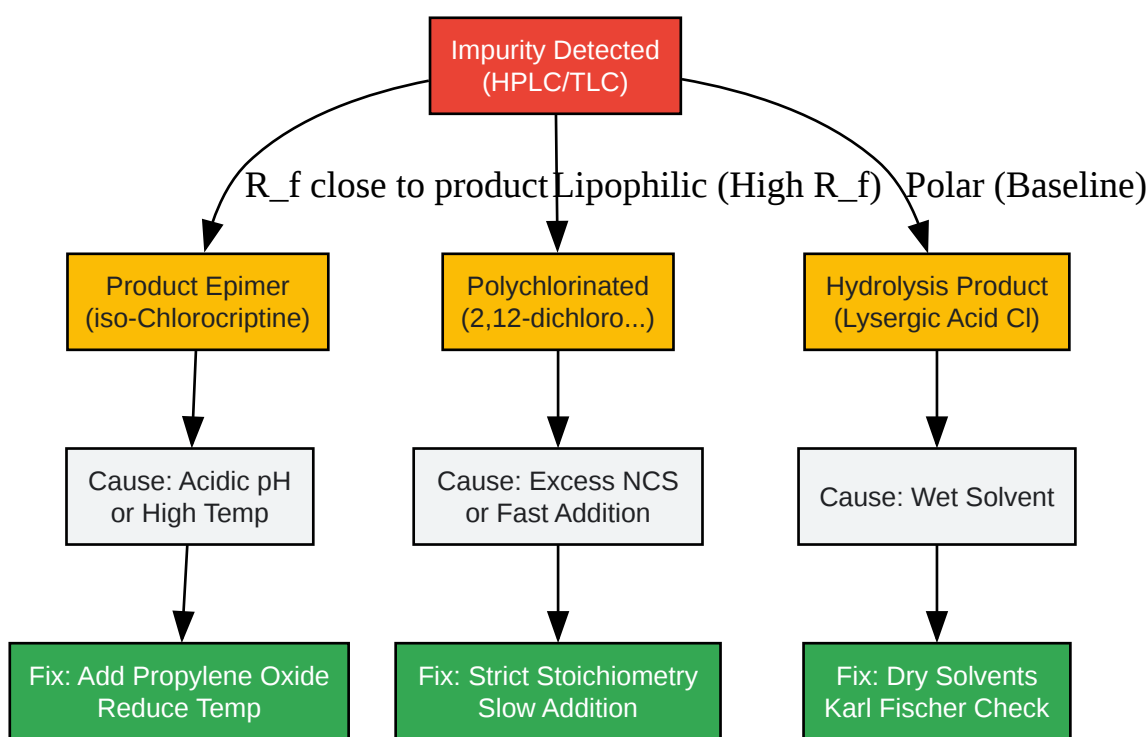 Impurity Detected
(HPLC/TLC)
R_f close to product
Lipophilic (High R_f)
Polar (Baseline)
Product Epimer
(iso-Chlorocriptine)
Polychlorinated
(2,12-dichloro...)
Hydrolysis Product
(Lysergic Acid Cl)
Cause: Acidic pH
or High Temp
Cause: Excess NCS
or Fast Addition
Cause: Wet Solvent
Fix: Add Propylene Oxide
Reduce Temp
Fix: Strict Stoichiometry
Slow Addition
Fix: Dry Solvents
Karl Fischer Check